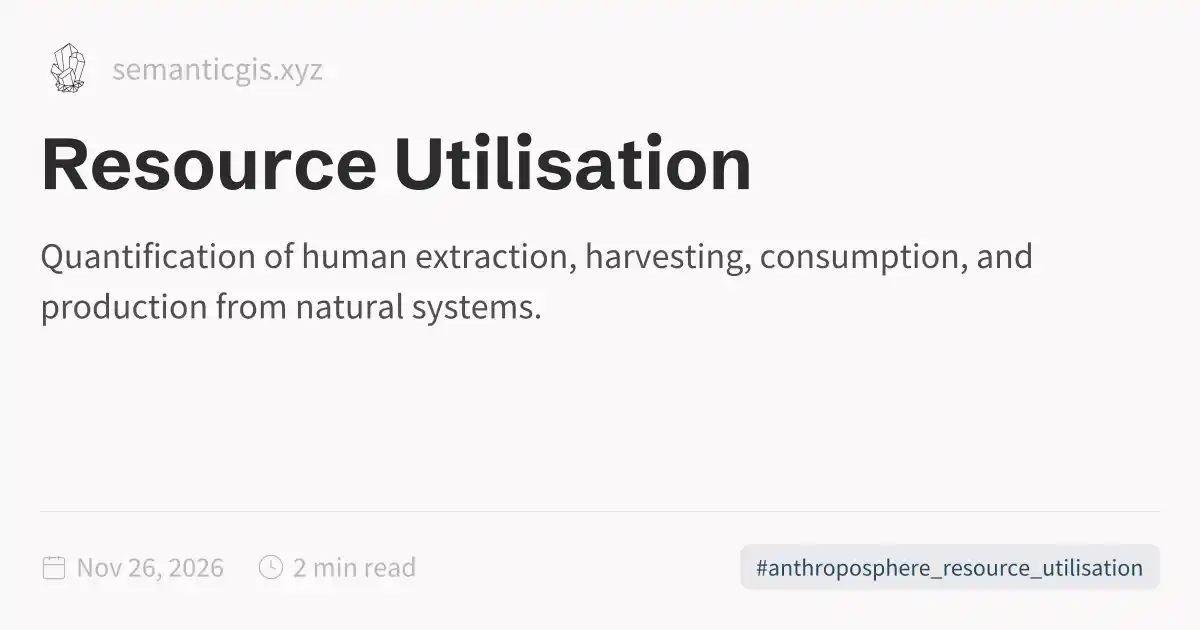 semanticgis.xyz
Resource Utilisation
Quantification of human extraction, harvesting, consumption, and
production from natural systems.
Nov 26, 2026 2 min read #anthroposphere_resource_utilisation